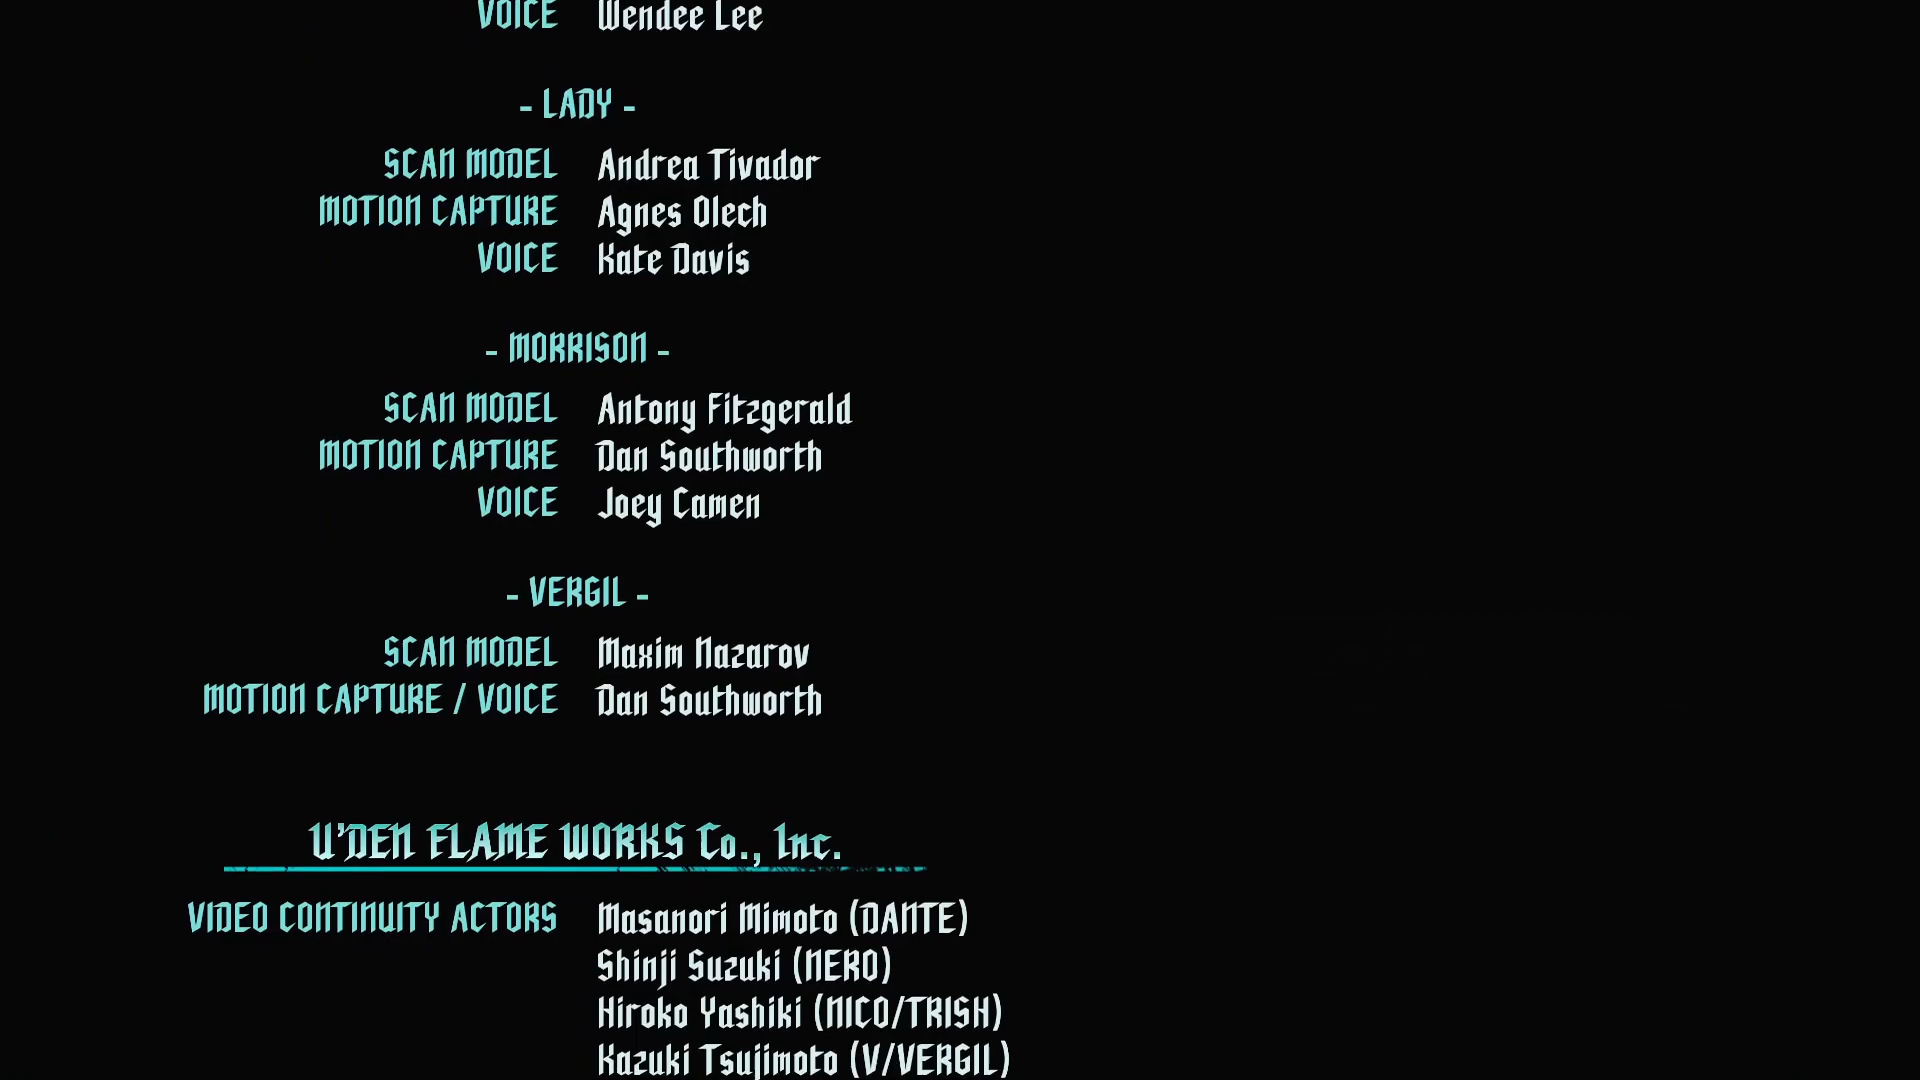 VOICE Wendee Lee
- LADY -
SCAN MODEL Andrea Tivador
MOTION CAPTURE Agnes Olech
VOICE Kate Davis
- MORRISON -
SCAN MODEL Antony Fitzgerald
MOTION CAPTURE Dan Southworth
VOICE Joey Camen
- VERGIL -
SCAN MODEL Maxim Nazarov
MOTION CAPTURE / VOICE Dan Southworth
U'DEN FLAME WORKS Co., Inc.
VIDEO CONTINUITY ACTORS Masanori Mimoto (DANTE)
Shinji Suzuki (NERO)
Hiroko Yashiki (NICO/TRISH)
Kazuki Tsujimoto (V/VERGIL)